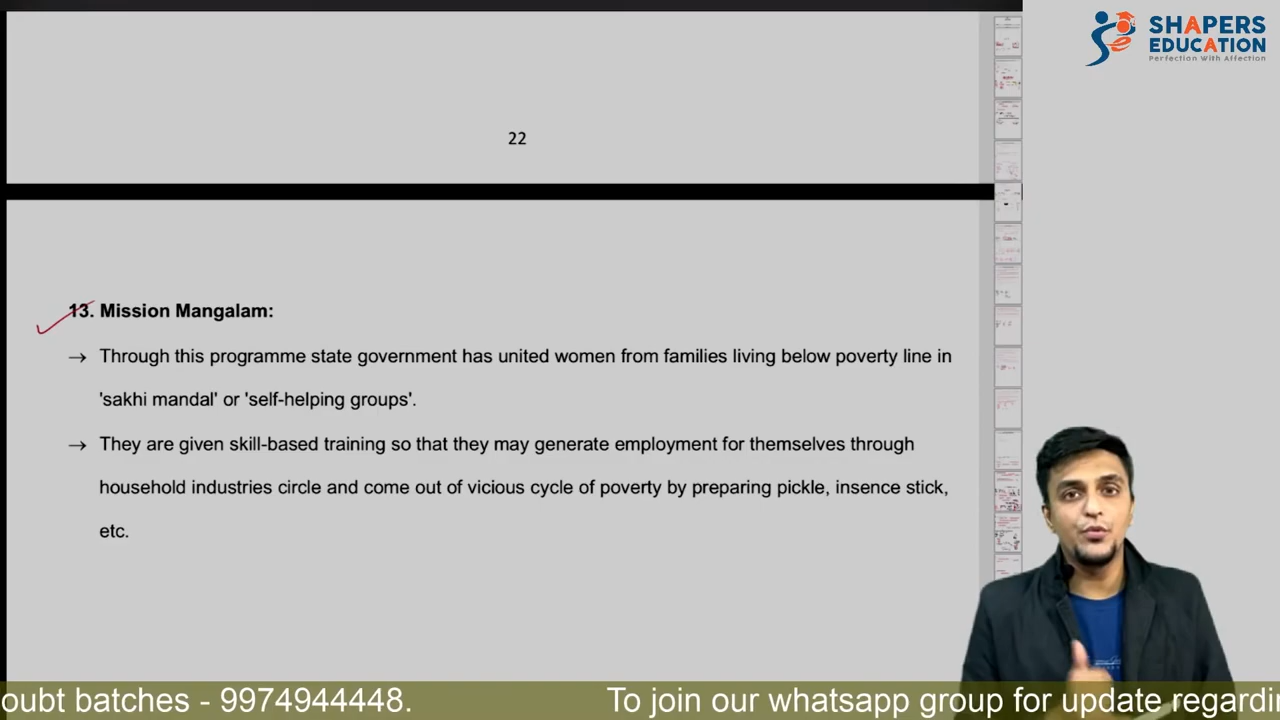 SHAPERS
EDUCATION
Perfection With Affection
22
13. Mission Mangalam:
→ Through this programme state government has united women from families living below poverty line in
'sakhi mandal' or 'self-helping groups'.
→ They are given skill-based training so that they may generate employment for themselves through
household industries circle and come out of vicious cycle of poverty by preparing pickle, insence stick,
etc.
oubt batches - 9974944448. To join our whatsapp group for update regardin